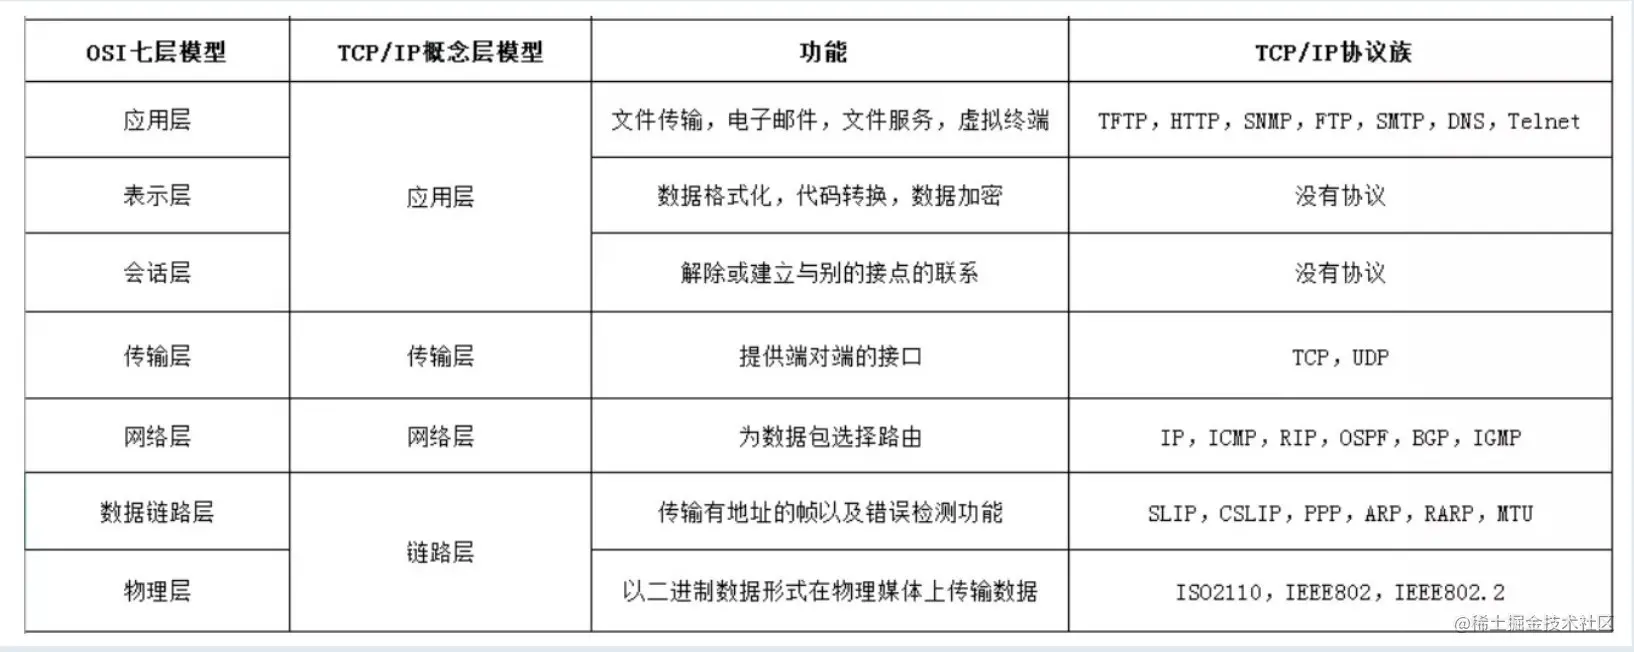 OSI七层模型 TCP/IP概念层模型 功能 TCP/IP协议族
应用层 文件传输，电子邮件，文件服务，虚拟终端 TFTP，HTTP，SNMP，FTP，SMTP，DNS，Telnet
表示层 应用层 数据格式化，代码转换，数据加密 没有协议
会话层 解除或建立与别的接点的联系 没有协议
传输层 传输层 提供端对端的接口 TCP，UDP
网络层 网络层 为数据包选择路由 IP，ICMP，RIP，OSPF，BGP，IGMP
数据链路层 传输有地址的帧以及错误检测功能 SLIP，CSLIP，PPP，ARP，RARP，MTU
链路层
物理层 以二进制数据形式在物理媒体上传输数据 ISO2110，IEEE802，IEEE802.2
@稀土掘金技术社区